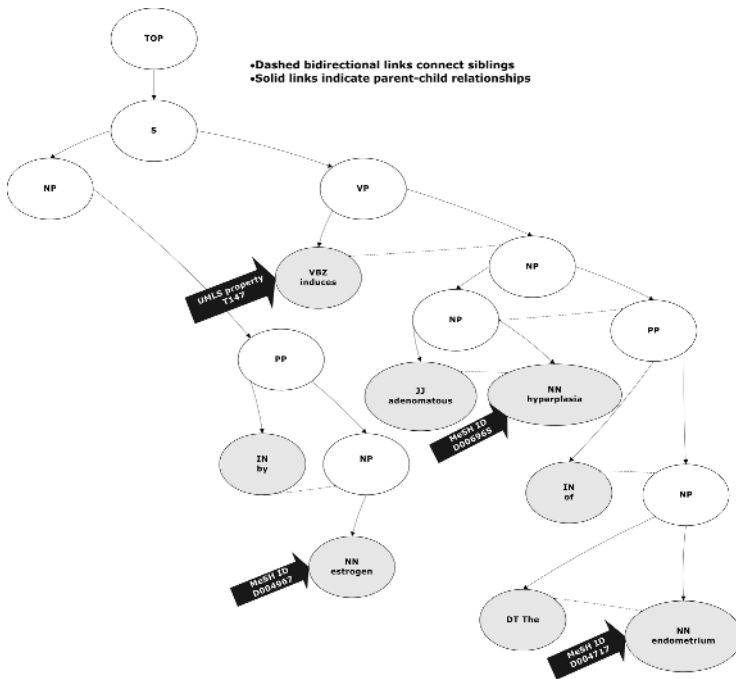 TOP
•Dashed bidirectional links connect siblings
•Solid links indicate parent-child relationships
S
NP
VP
NP
VBZ
induces
UMLS property
T147
NP
PP
PP
JJ
adenomatous
NN
hyperplasia
MeSH ID
D006965
IN
by
NP
IN
of
NP
NN
estrogen
MeSH ID
D004967
DT The
NN
endometrium
MeSH ID
D004717